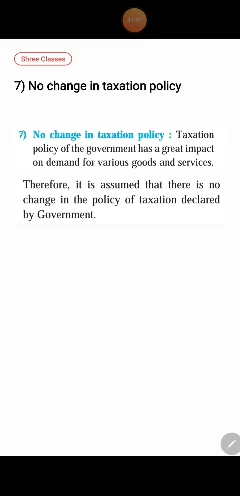 Shree Classes
7) No change in taxation policy
7) No change in taxation policy : Taxation
policy of the government has a great impact
on demand for various goods and services.
Therefore, it is assumed that there is no
change in the policy of taxation declared
by Government.